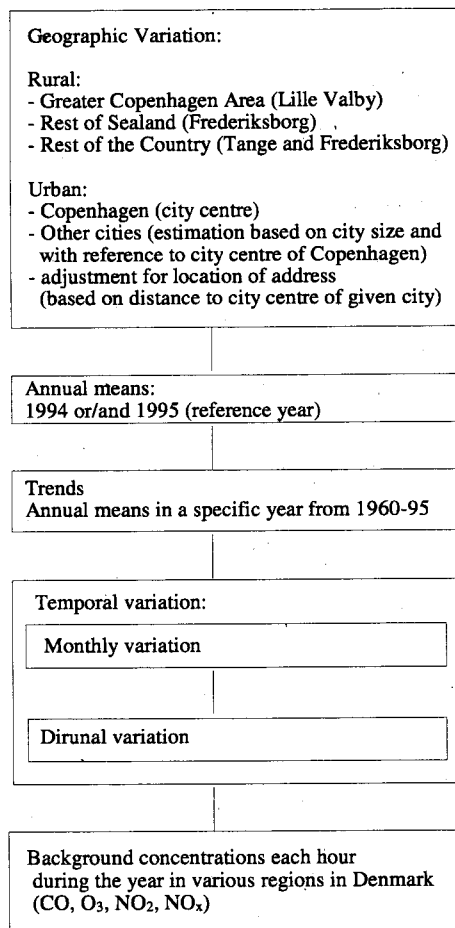 Geographic Variation:
Rural:
- Greater Copenhagen Area (Lille Valby)
- Rest of Sealand (Frederiksborg)
- Rest of the Country (Tange and Frederiksborg)
Urban:
- Copenhagen (city centre)
- Other cities (estimation based on city size and
with reference to city centre of Copenhagen)
- adjustment for location of address
(based on distance to city centre of given city)
Annual means:
1994 or/and 1995 (reference year)
Trends
Annual means in a specific year from 1960-95
Temporal variation:
Monthly variation
Dirunal variation
Background concentrations each hour
during the year in various regions in Denmark
(CO, O₃, NO₂, NOₓ)